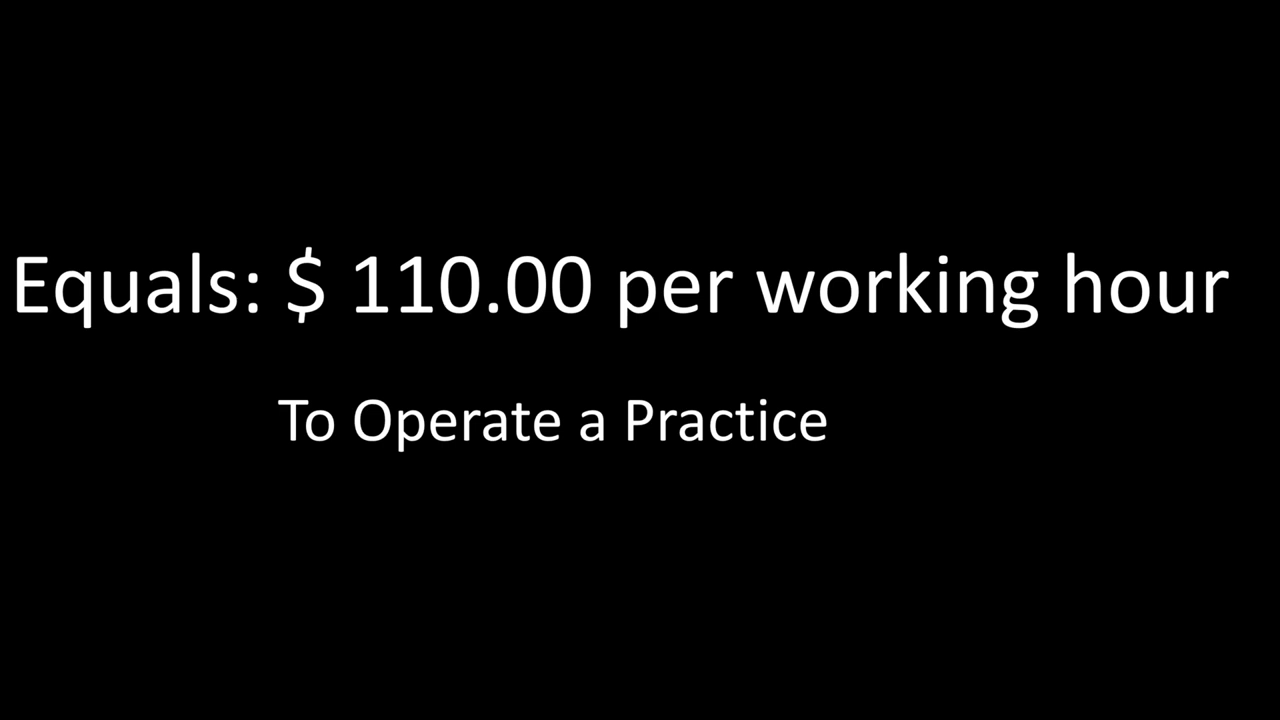 Equals: $ 110.00 per working hour
To Operate a Practice